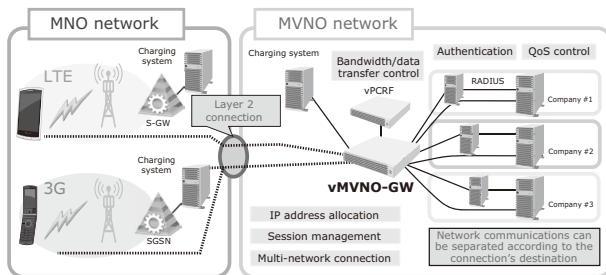 MNO network
LTE
Charging
system
S-GW
3G
Charging
system
SGSN
Layer 2
connection
MVNO network
Charging system
Bandwidth/data
transfer control
vPCRF
vMVNO-GW
IP address allocation
Session management
Multi-network connection
Authentication
QoS control
RADIUS
Company #1
Company #2
Company #3
Network communications can
be separated according to the
connection's destination